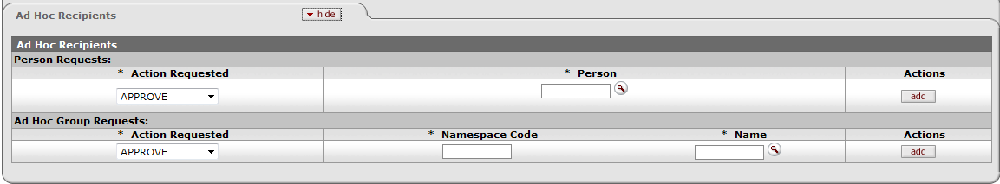 Ad Hoc Recipients hide
Ad Hoc Recipients
Person Requests:
* Action Requested * Person Actions
APPROVE add
Ad Hoc Group Requests:
* Action Requested * Namespace Code * Name Actions
APPROVE add